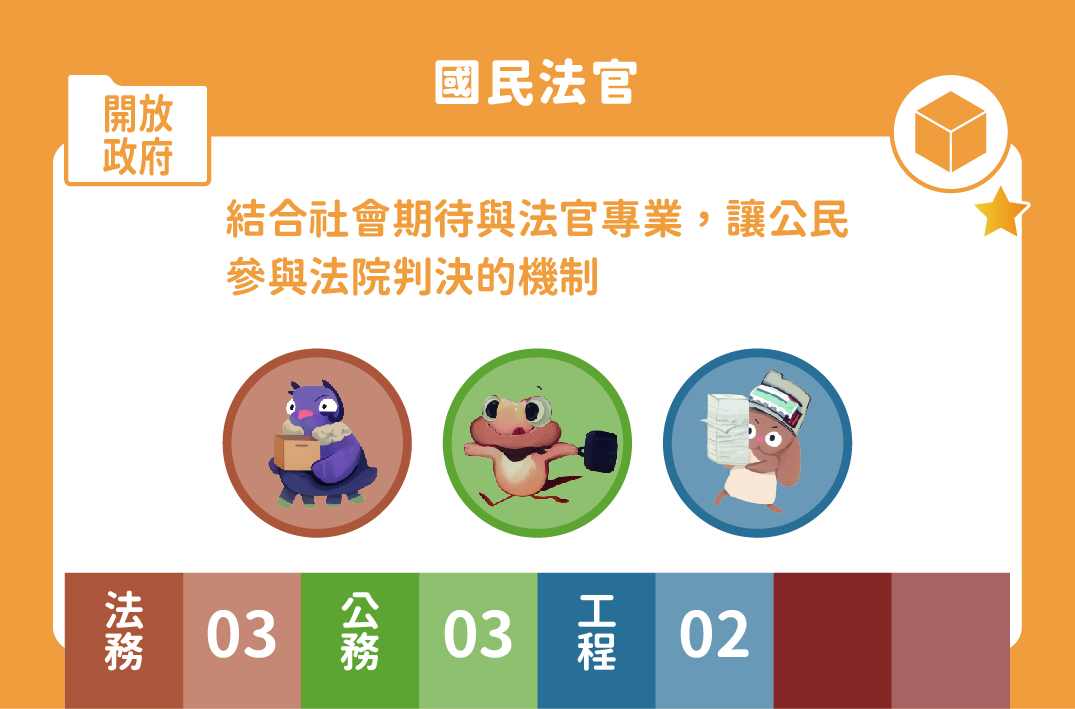 國民法官
開放
政府
結合社會期待與法官專業，讓公民
參與法院判決的機制
法務
03
公務
03
工程
02